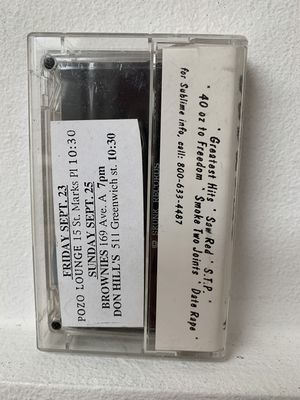 FRIDAY SEPT. 23
POZO LOUNGE 15 St. Marks Pl 10:30
SUNDAY SEPT. 25
BROWNIES 169 Ave. A 7pm
DON HILL'S 511 Greenwich st. 10:30
SKUNK RECORDS
' Greatest Hits ' Saw Red ' S.T.P. '
' 40 oz to Freedom ' Smoke Two Joints ' Date Rape '
for Sublime info, call: 800-633-4487